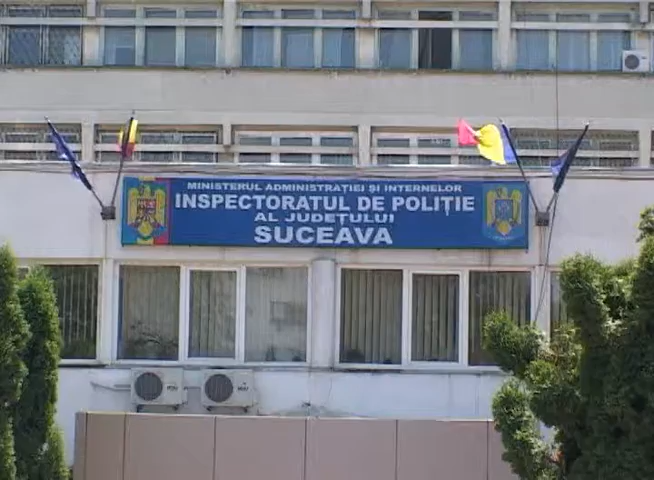 MINISTERUL ADMINISTRAȚIEI ȘI INTERNELOR
INSPECTORATUL DE POLIȚIE
AL JUDEȚULUI
SUCEAVA